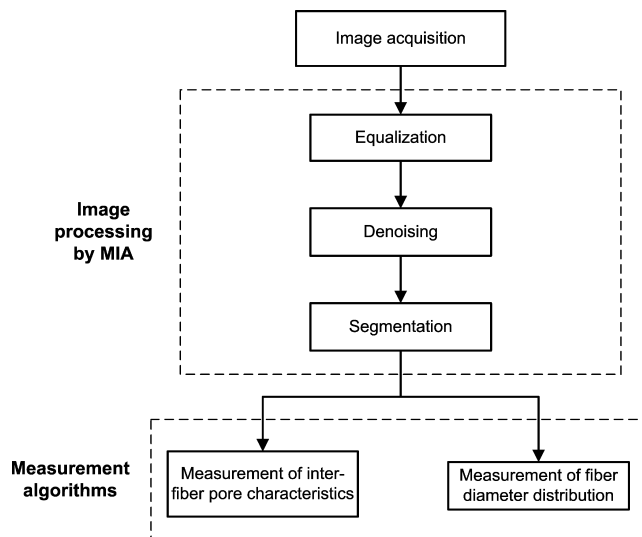 Image acquisition
Equalization
Image
processing
by MIA
Denoising
Segmentation
Measurement
algorithms
Measurement of inter-
fiber pore characteristics
Measurement of fiber
diameter distribution